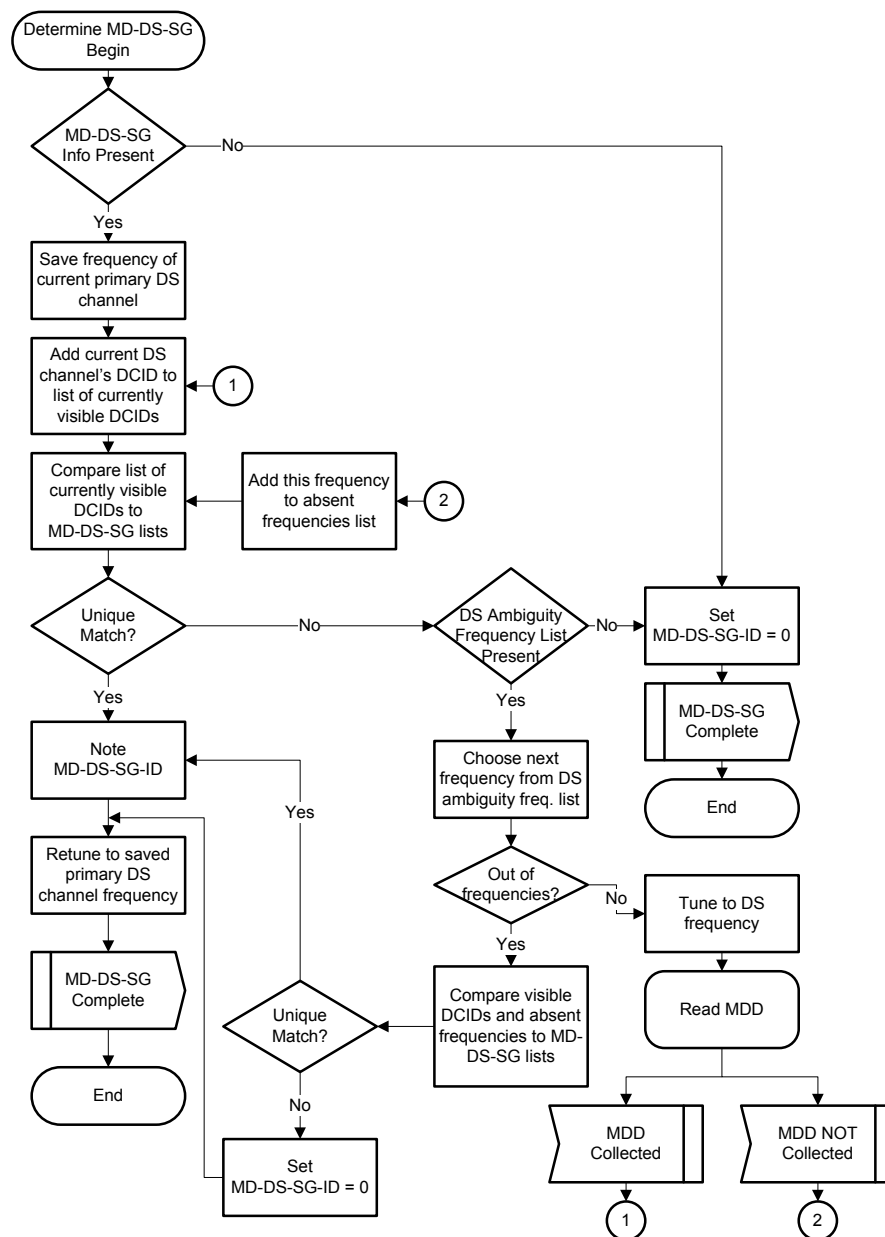 Determine MD-DS-SG
Begin
MD-DS-SG
Info Present
No
Yes
Save frequency of
current primary DS
channel
Add current DS
channel's DCID to
list of currently
visible DCIDs
1
Compare list of
currently visible
DCIDs to
MD-DS-SG lists
Add this frequency
to absent
frequencies list
2
Unique
Match?
No
DS Ambiguity
Frequency List
Present
No
Set
MD-DS-SG-ID = 0
Yes
Yes
MD-DS-SG
Complete
Note
MD-DS-SG-ID
Choose next
frequency from DS
ambiguity freq. list
End
Yes
Retune to saved
primary DS
channel frequency
Out of
frequencies?
No
Tune to DS
frequency
Yes
MD-DS-SG
Complete
Unique
Match?
Compare visible
DCIDs and absent
frequencies to MD-
DS-SG lists
Read MDD
End
No
Set
MD-DS-SG-ID = 0
MDD
Collected
MDD NOT
Collected
1
2